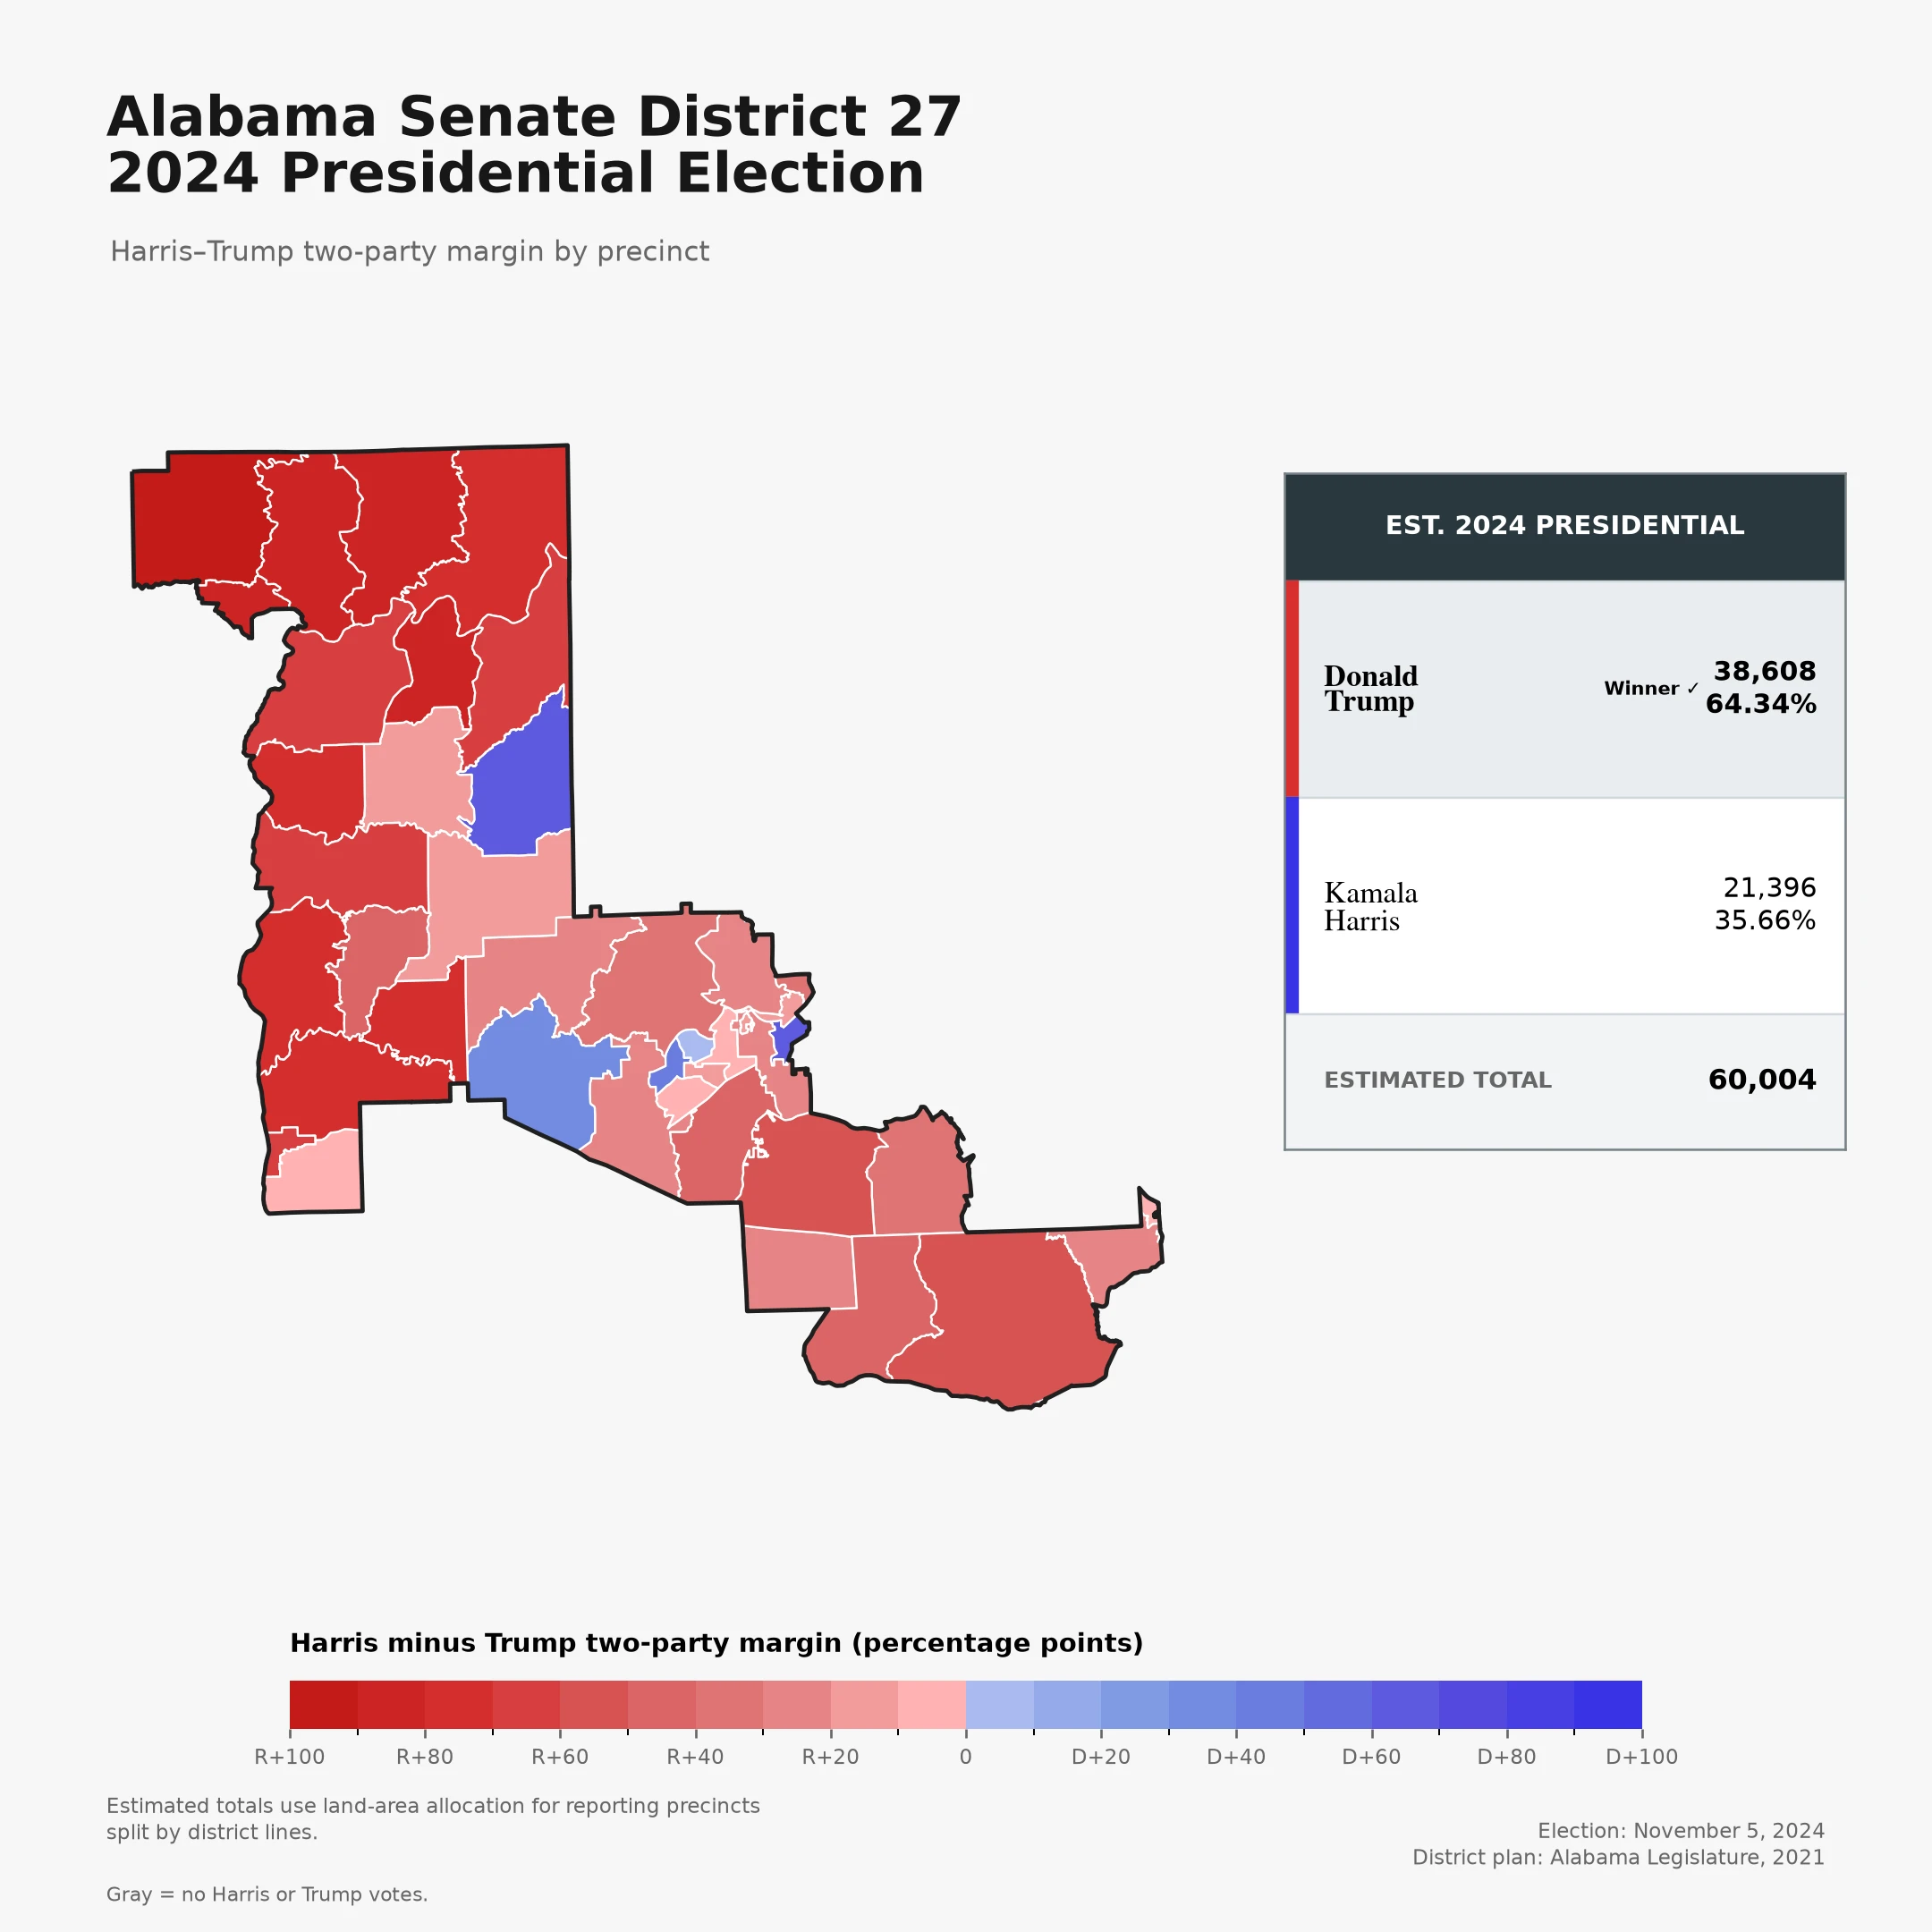 Alabama Senate District 27
2024 Presidential Election
Harris–Trump two-party margin by precinct
EST. 2024 PRESIDENTIAL
Donald
Trump
Winner ✓
38,608
64.34%
Kamala
Harris
21,396
35.66%
ESTIMATED TOTAL
60,004
Harris minus Trump two-party margin (percentage points)
R+100 R+80 R+60 R+40 R+20 0 D+20 D+40 D+60 D+80 D+100
Estimated totals use land-area allocation for reporting precincts
split by district lines.
Gray = no Harris or Trump votes.
Election: November 5, 2024
District plan: Alabama Legislature, 2021